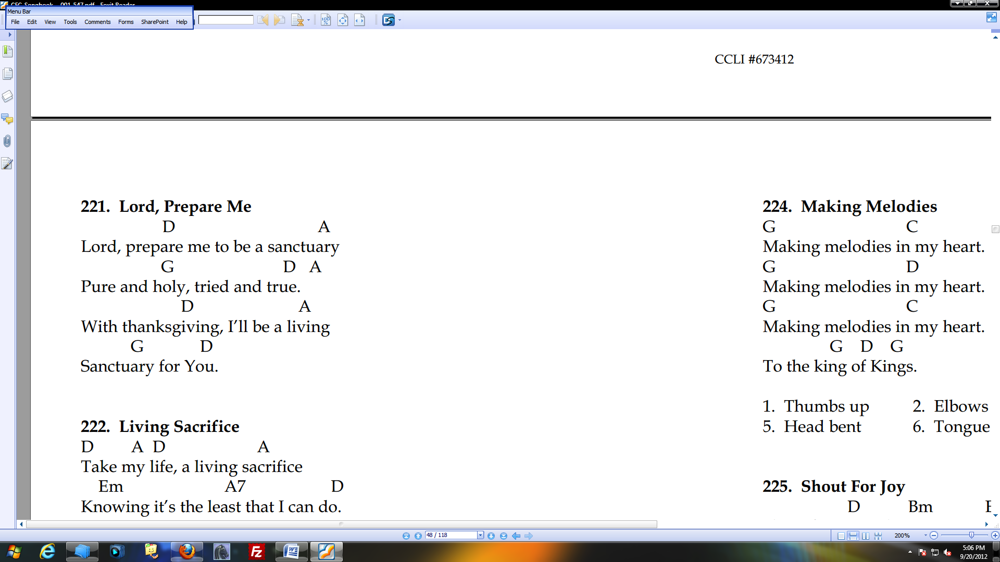 CFC Songbook - 001-547.pdf - Foxit Reader
Menu Bar
File Edit View Tools Comments Forms SharePoint Help
CCLI #673412
221. Lord, Prepare Me
D A
Lord, prepare me to be a sanctuary
G D A
Pure and holy, tried and true.
D A
With thanksgiving, I’ll be a living
G D
Sanctuary for You.
222. Living Sacrifice
D A D A
Take my life, a living sacrifice
Em A7 D
Knowing it’s the least that I can do.
224. Making Melodies
G C
Making melodies in my heart.
G D
Making melodies in my heart.
G C
Making melodies in my heart.
G D G
To the king of Kings.
1. Thumbs up 2. Elbows
5. Head bent 6. Tongue
225. Shout For Joy
D Bm
48 / 118
200%
5:06 PM
9/20/2012